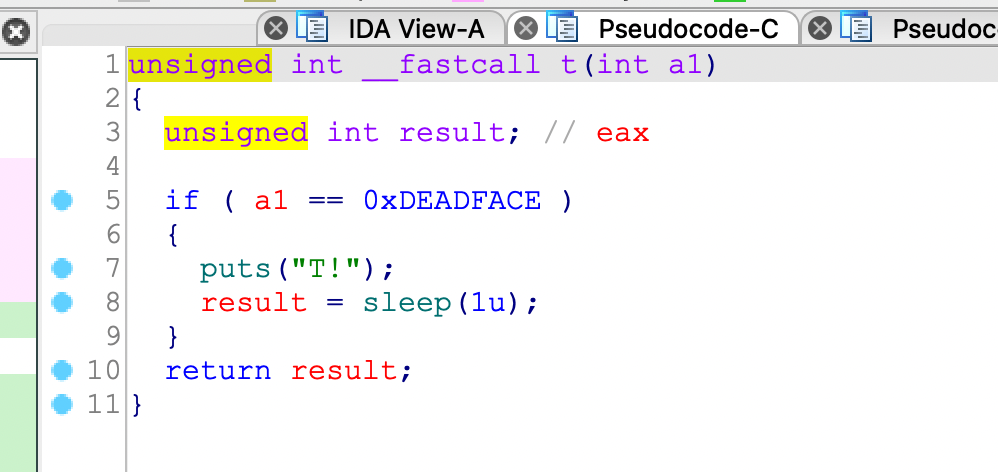 IDA View-A Pseudocode-C Pseudoco
1 unsigned int __fastcall t(int a1)
2 {
3 unsigned int result; // eax
4
5 if ( a1 == 0xDEADFACE )
6 {
7 puts("T!");
8 result = sleep(1u);
9 }
10 return result;
11 }